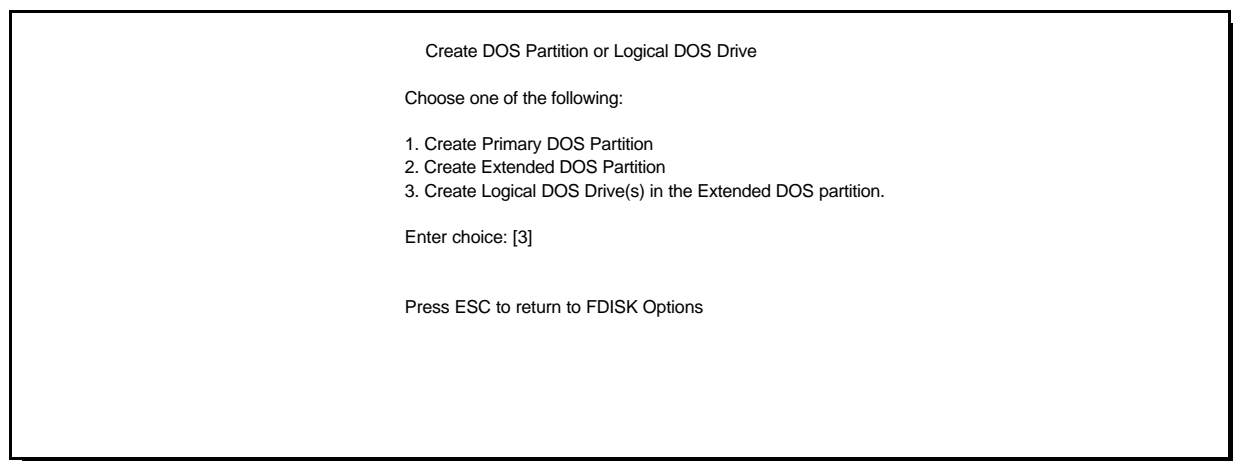 Create DOS Partition or Logical DOS Drive
Choose one of the following:
1. Create Primary DOS Partition
2. Create Extended DOS Partition
3. Create Logical DOS Drive(s) in the Extended DOS partition.
Enter choice: [3]
Press ESC to return to FDISK Options